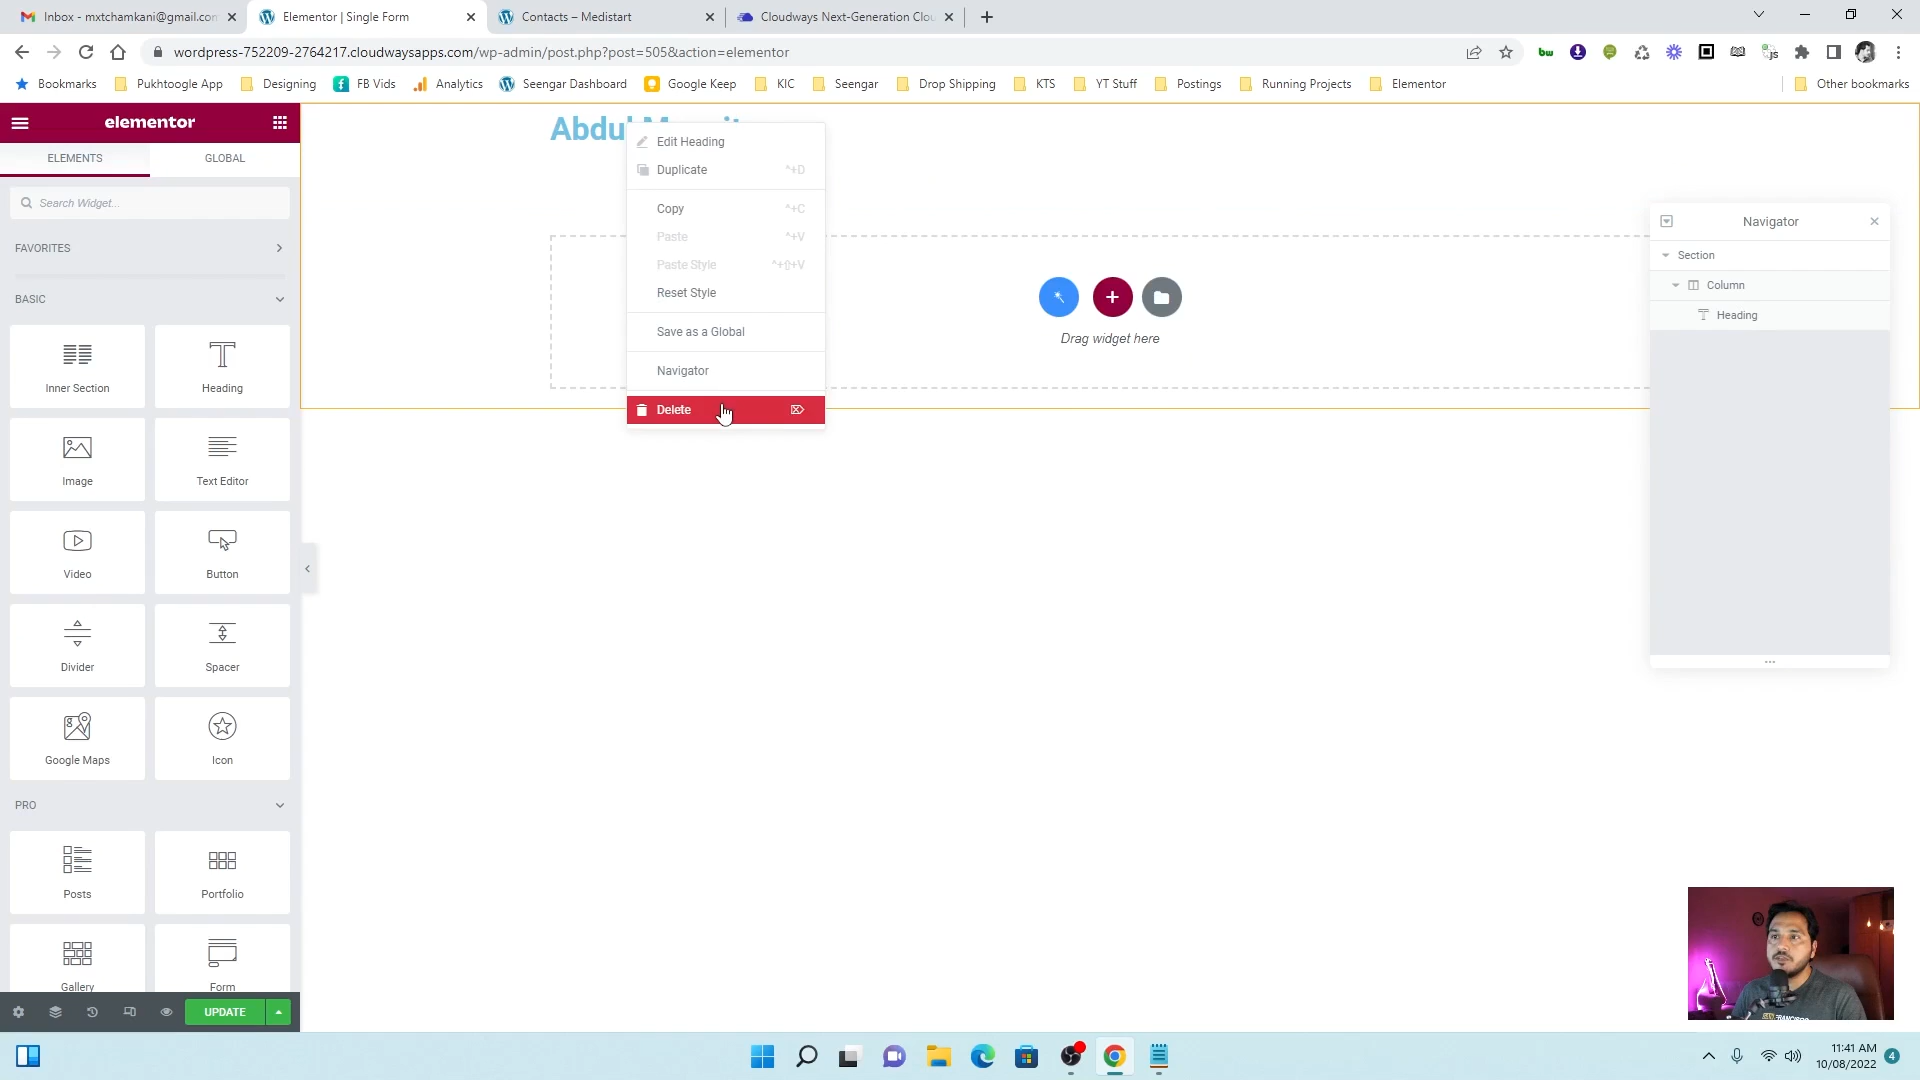 Inbox - mxtchamkani@gmail.con
Elementor | Single Form
Contacts – Medistart
Cloudways Next-Generation Clou
wordpress-752209-2764217.cloudwaysapps.com/wp-admin/post.php?post=505&action=elementor
Bookmarks
Pukhtoogle App
Designing
FB Vids
Analytics
Seengar Dashboard
Google Keep
KIC
Seengar
Drop Shipping
KTS
YT Stuff
Postings
Running Projects
Elementor
Other bookmarks
elementor
ELEMENTS
GLOBAL
Search Widget...
FAVORITES
BASIC
Inner Section
Heading
Image
Text Editor
Video
Button
Divider
Spacer
Google Maps
Icon
PRO
Posts
Portfolio
Gallery
Form
UPDATE
Abdul
Edit Heading
Duplicate ^+D
Copy ^+C
Paste ^+V
Paste Style ^+⇧+V
Reset Style
Save as a Global
Navigator
Delete
Drag widget here
Navigator
Section
Column
Heading
11:41 AM
10/08/2022
4